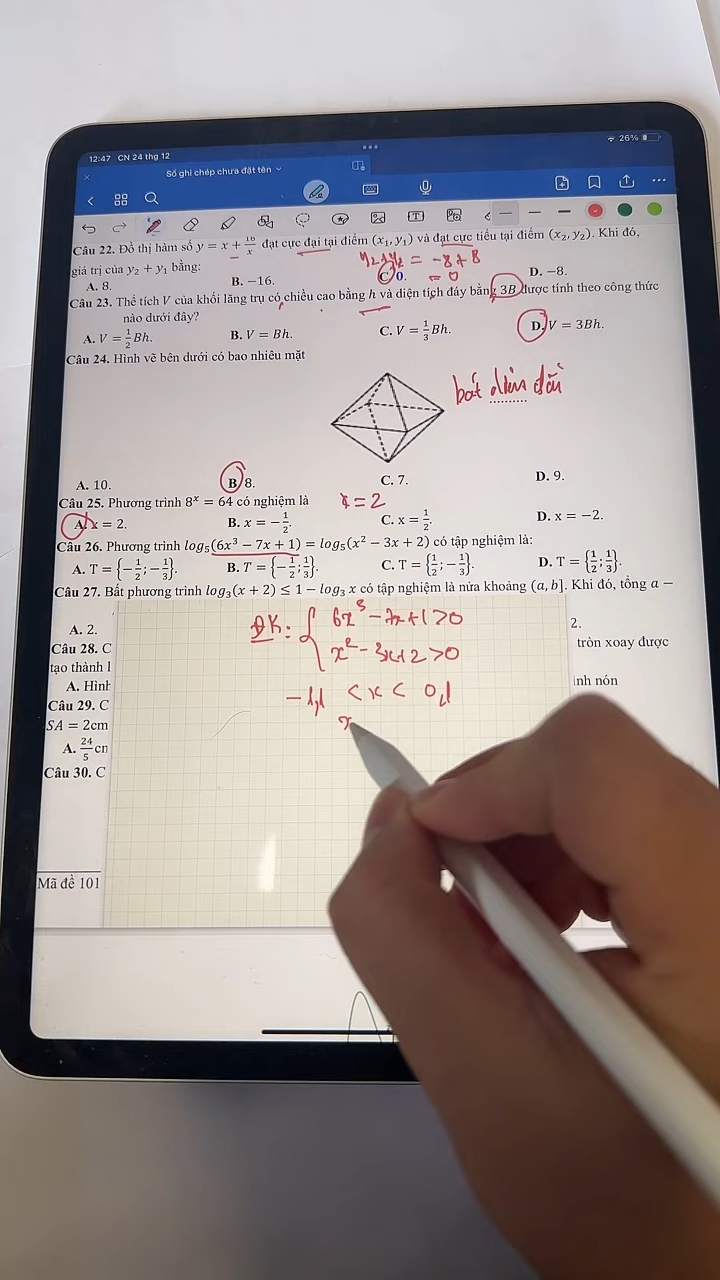 12:47 CN 24 thg 12
26%
Sổ ghi chép chưa đặt tên
Câu 22. Đồ thị hàm số y = x + 16/x đạt cực đại tại điểm (x₁, y₁) và đạt cực tiểu tại điểm (x₂, y₂). Khi đó,
giá trị của y₂ + y₁ bằng:
= -8 + 8
= 0
A. 8. B. −16. C. 0. D. −8.
Câu 23. Thể tích V của khối lăng trụ có chiều cao bằng h và diện tích đáy bằng 3B được tính theo công thức
nào dưới đây?
A. V = 1/2 Bh. B. V = Bh. C. V = 1/3 Bh. D. V = 3Bh.
Câu 24. Hình vẽ bên dưới có bao nhiêu mặt
bát diện đều
A. 10. B. 8. C. 7. D. 9.
Câu 25. Phương trình 8ˣ = 64 có nghiệm là
x = 2
A. x = 2. B. x = −1/2. C. x = 1/2. D. x = −2.
Câu 26. Phương trình log₅(6x³ − 7x + 1) = log₅(x² − 3x + 2) có tập nghiệm là:
A. T = {−1/2; −1/3}. B. T = {−1/2; 1/3}. C. T = {1/2; −1/3}. D. T = {1/2; 1/3}.
Câu 27. Bất phương trình log₃(x + 2) ≤ 1 − log₃ x có tập nghiệm là nửa khoảng (a, b]. Khi đó, tổng a −
A. 2. 2.
Câu 28. C tròn xoay được
tạo thành l
A. Hình nh nón
Câu 29. C
SA = 2cm
A. 24/5 cm
Câu 30. C
ĐK: { 6x³ − 7x + 1 > 0
x² − 3x + 2 > 0
−1,1 < x < 0,1
x
Mã đề 101